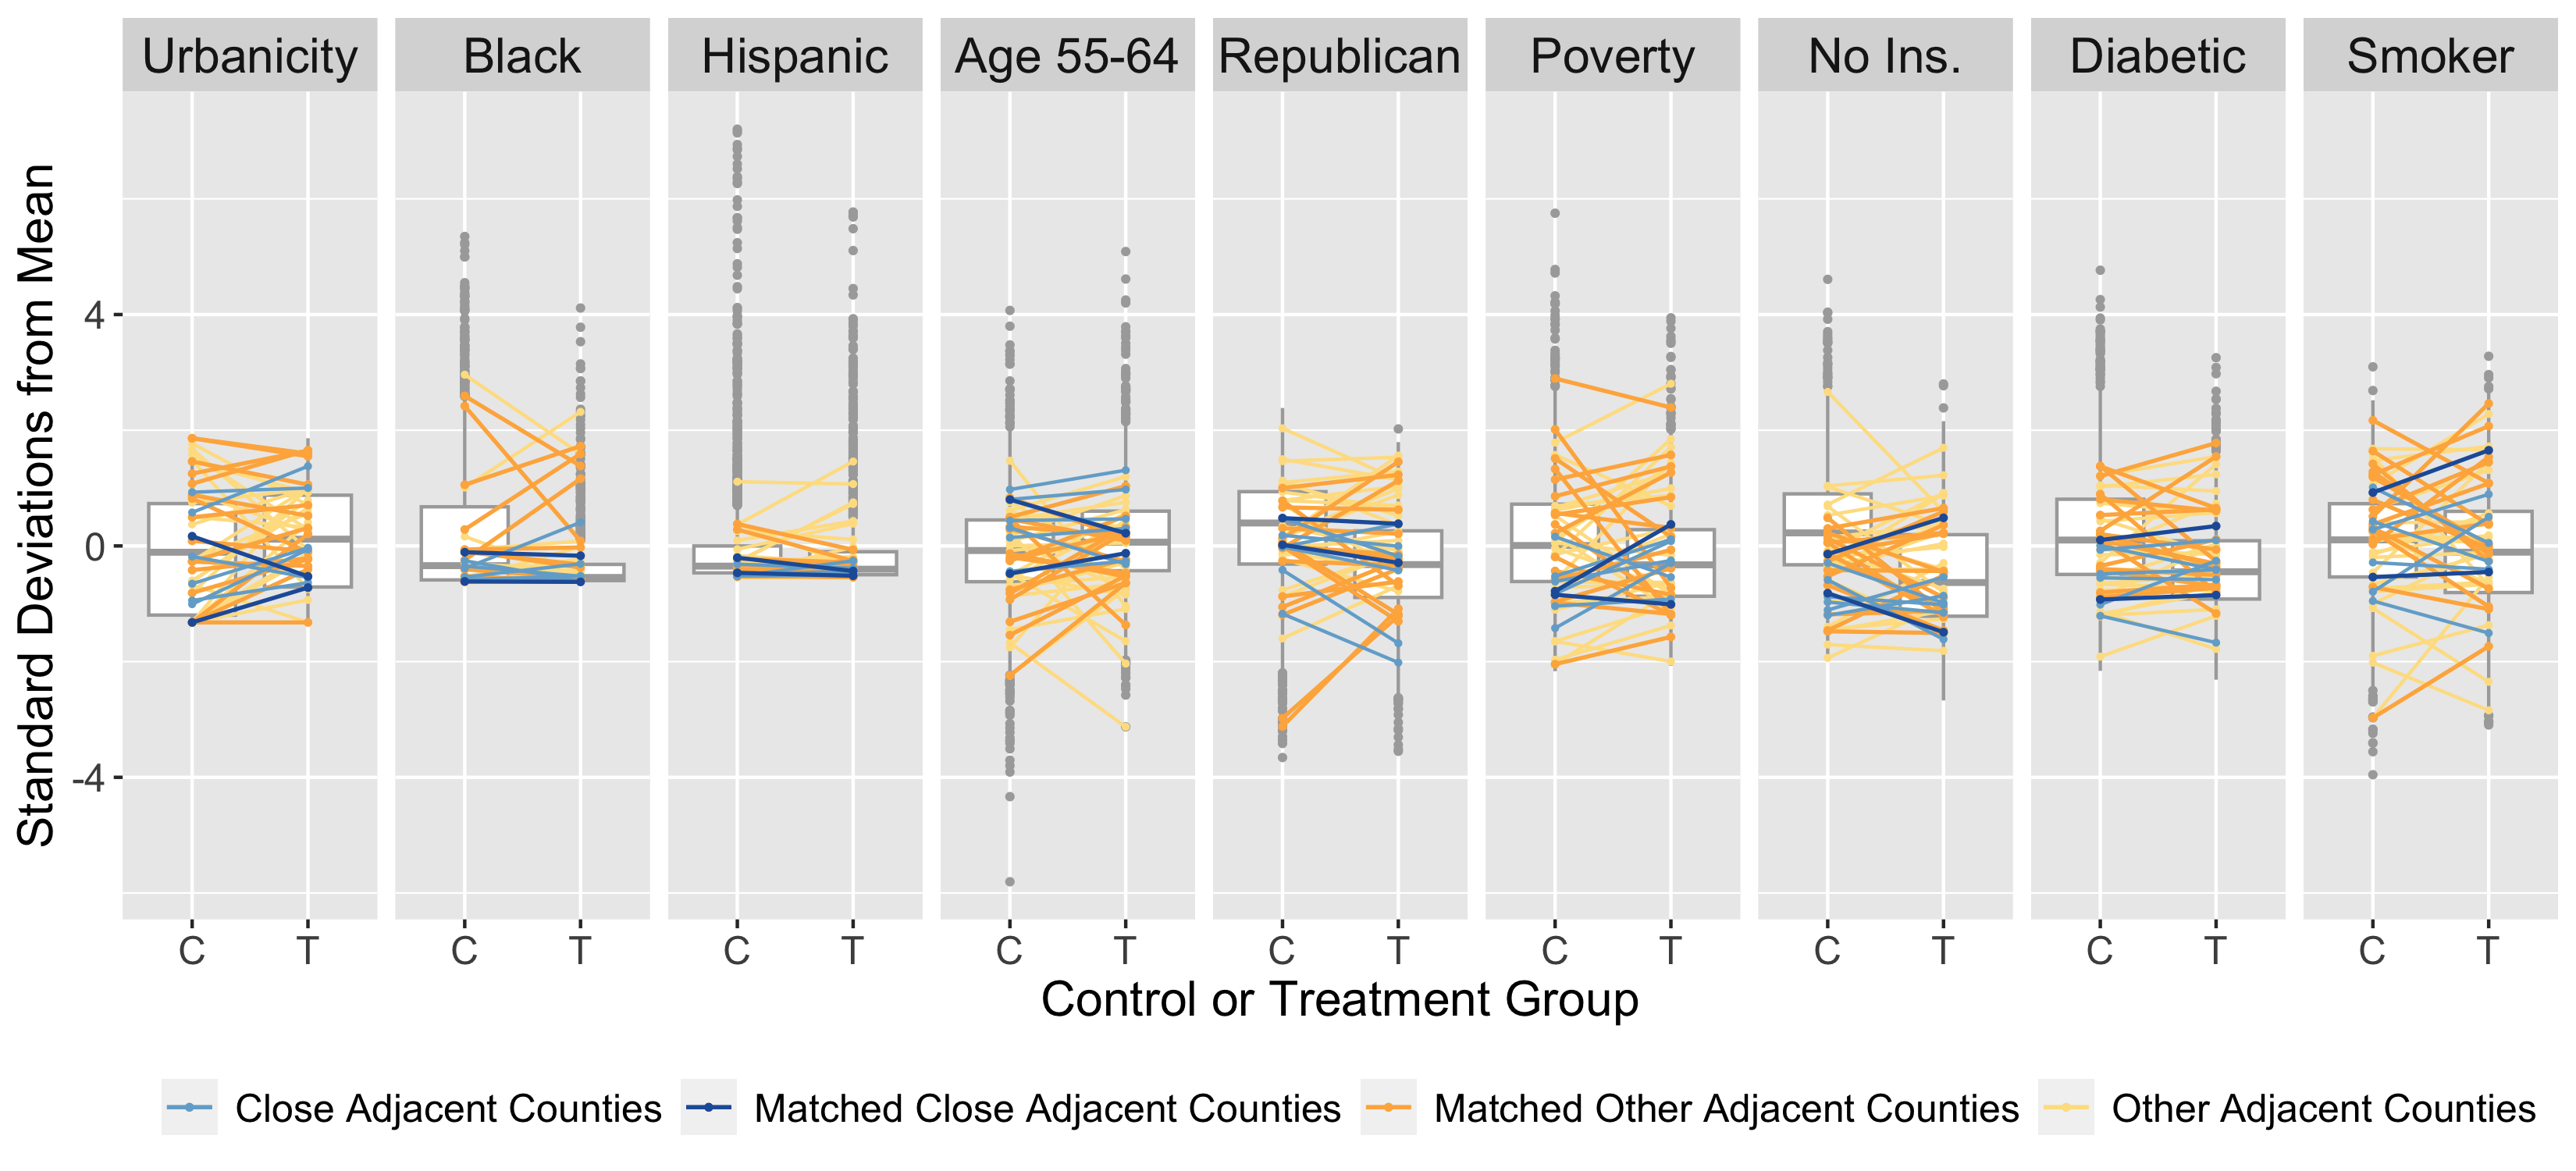 Urbanicity Black Hispanic Age 55-64 Republican Poverty No Ins. Diabetic Smoker
Standard Deviations from Mean
4
0
-4
C T C T C T C T C T C T C T C T C T
Control or Treatment Group
Close Adjacent Counties Matched Close Adjacent Counties Matched Other Adjacent Counties Other Adjacent Counties